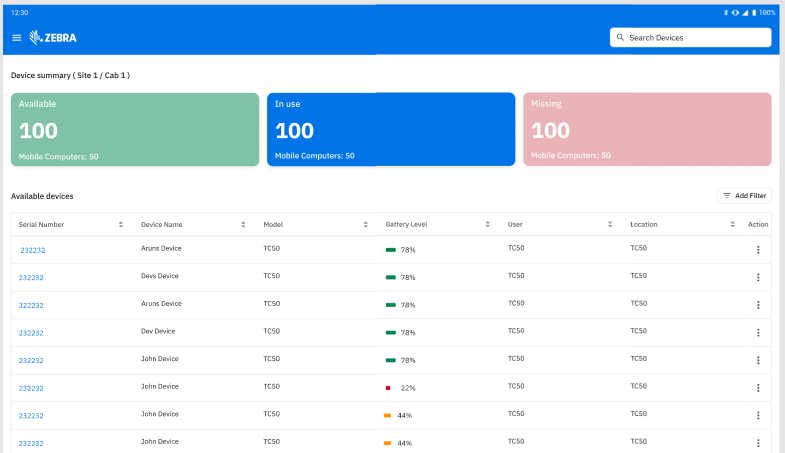 12:30
100%
ZEBRA
Search Devices
Device summary ( Site 1 / Cab 1 )
Available
100
Mobile Computers: 50
In use
100
Mobile Computers: 50
Missing
100
Mobile Computers: 50
Available devices
Add Filter
Serial Number Device Name Model Battery Level User Location Action
232232 Aruns Device TC50 78% TC50 TC50
232232 Devs Device TC50 78% TC50 TC50
322232 Aruns Device TC50 78% TC50 TC50
232232 Dev Device TC50 78% TC50 TC50
232232 John Device TC50 78% TC50 TC50
232232 John Device TC50 22% TC50 TC50
232232 John Device TC50 44% TC50 TC50
232232 John Device TC50 44% TC50 TC50